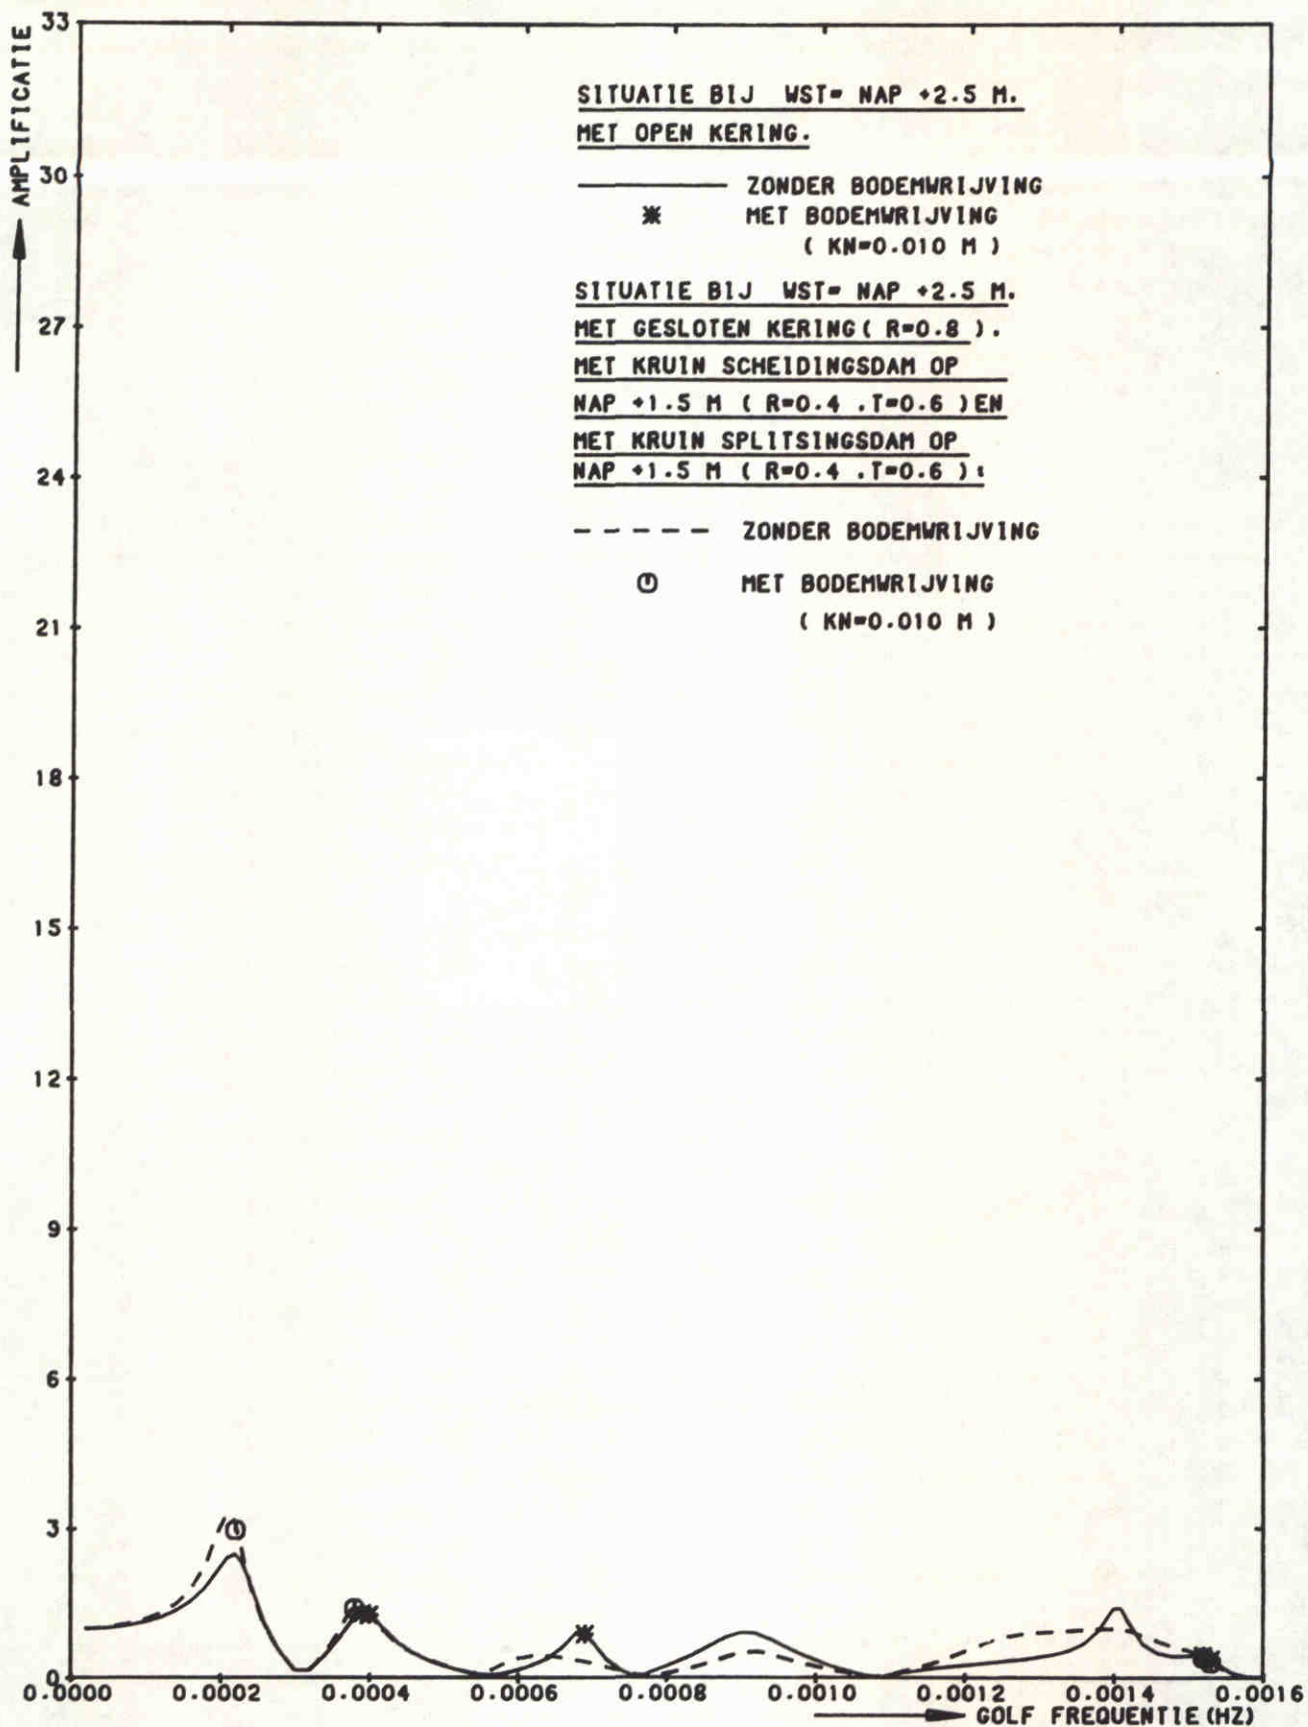 33
AMPLIFICATIE
SITUATIE BIJ WST= NAP +2.5 M.
MET OPEN KERING.
ZONDER BODEMWRIJVING
MET BODEMWRIJVING
( KN=0.010 M )
SITUATIE BIJ WST= NAP +2.5 M.
MET GESLOTEN KERING( R=0.8 ).
MET KRUIN SCHEIDINGSDAM OP
NAP +1.5 M ( R=0.4 .T=0.6 )EN
MET KRUIN SPLITSINGSDAM OP
NAP +1.5 M ( R=0.4 .T=0.6 ):
ZONDER BODEMWRIJVING
MET BODEMWRIJVING
( KN=0.010 M )
30
27
24
21
18
15
12
9
6
3
0
0.0000 0.0002 0.0004 0.0006 0.0008 0.0010 0.0012 0.0014 0.0016
GOLF FREQUENTIE(HZ)